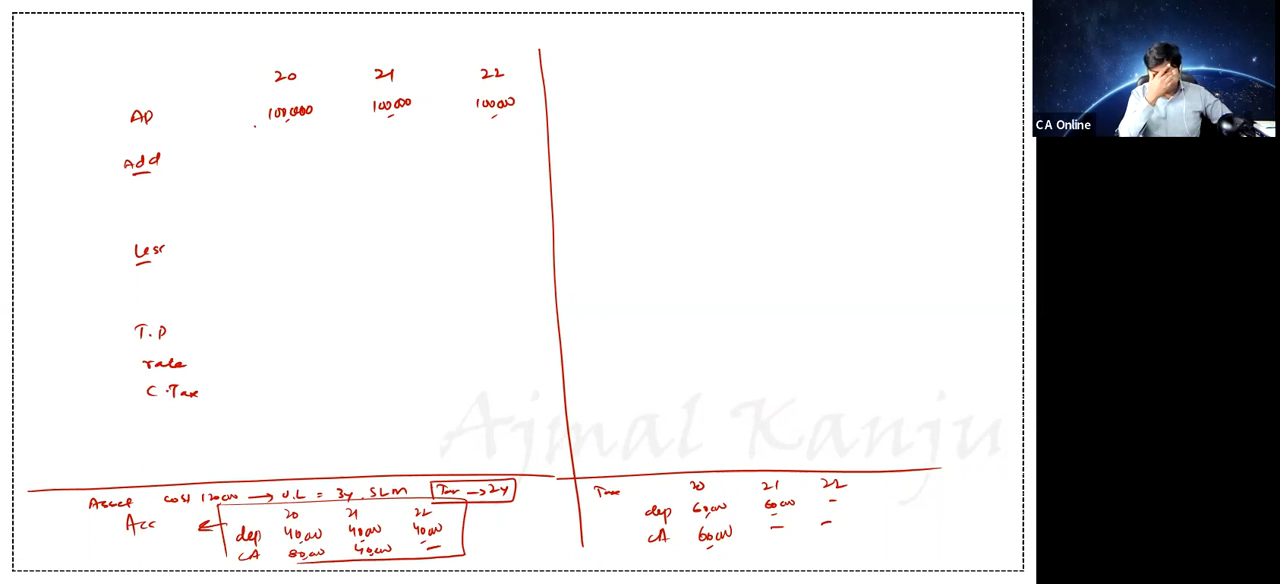 20 21 22
AP 100,000 100,000 100,000
Add
Less
T.P
rate
C.Tax
Ajmal Kanju
Asset cost 120,000 → U.L = 3y. SLM Tax → 2y
Acc ←
20 21 22
dep 40,000 40,000 40,000
CA 80,000 40,000 –
Tax 20 21 22
dep 60,000 60,000 –
CA 60,000 – –
CA Online